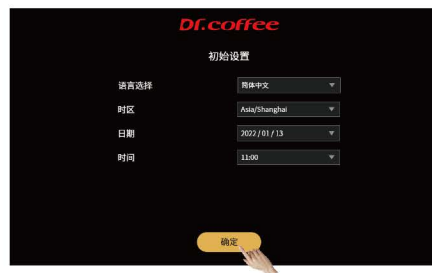 Dr.coffee
初始设置
语言选择 简体中文
时区 Asia/Shanghai
日期 2022 / 01 / 13
时间 11:00
确定